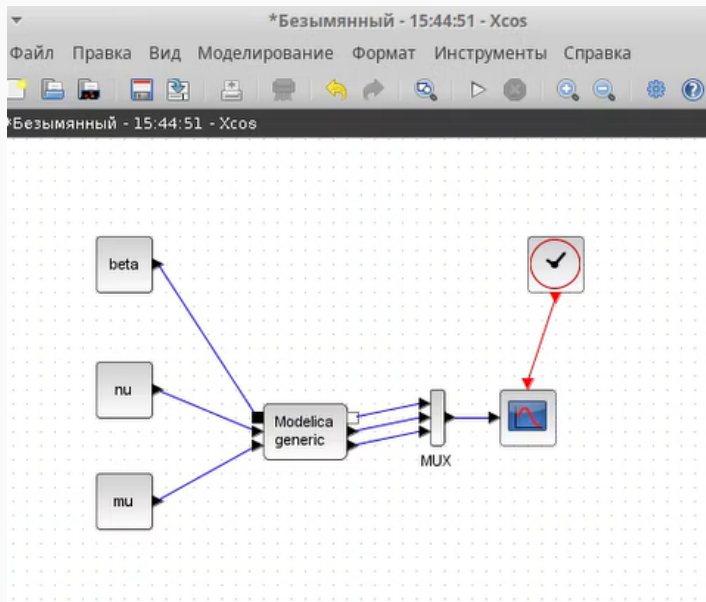 *Безымянный - 15:44:51 - Xcos
Файл Правка Вид Моделирование Формат Инструменты Справка
*Безымянный - 15:44:51 - Xcos
beta
nu
Modelica
generic
MUX
mu